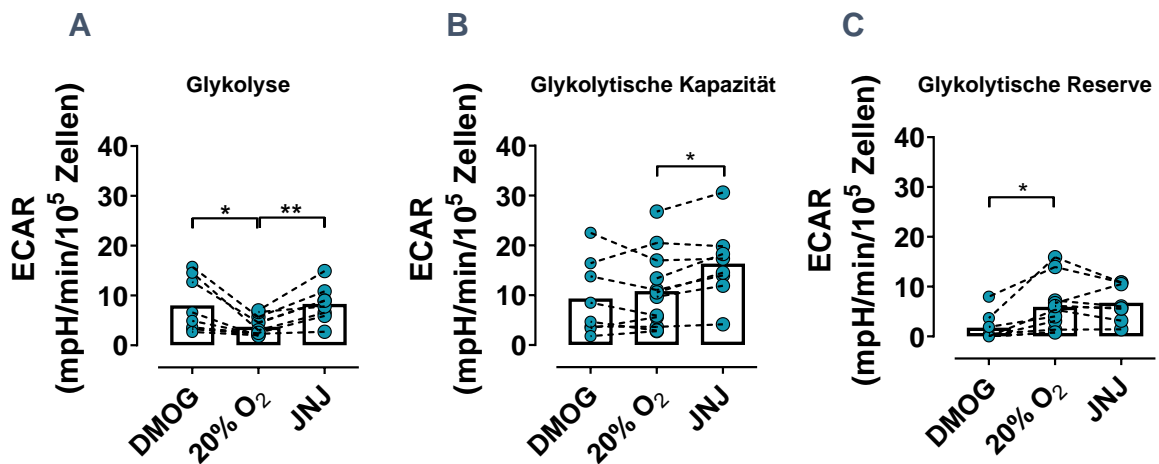 A
Glykolyse
ECAR
(mpH/min/10⁵ Zellen)
40
30
20
10
0
*
**
DMOG
20% O₂
JNJ
B
Glykolytische Kapazität
ECAR
(mpH/min/10⁵ Zellen)
40
30
20
10
0
*
DMOG
20% O₂
JNJ
C
Glykolytische Reserve
ECAR
(mpH/min/10⁵ Zellen)
40
30
20
10
0
*
DMOG
20% O₂
JNJ